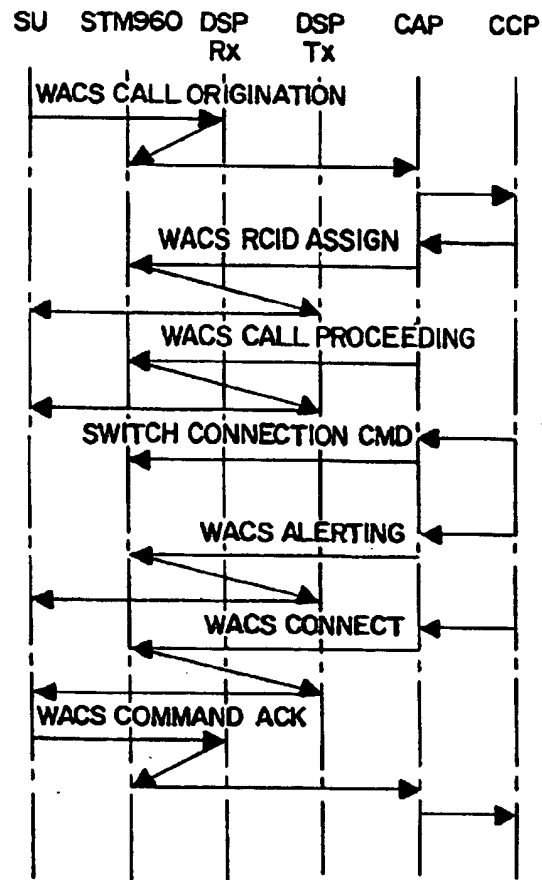 SU STM960 DSP Rx DSP Tx CAP CCP
WACS CALL ORIGINATION
WACS RCID ASSIGN
WACS CALL PROCEEDING
SWITCH CONNECTION CMD
WACS ALERTING
WACS CONNECT
WACS COMMAND ACK